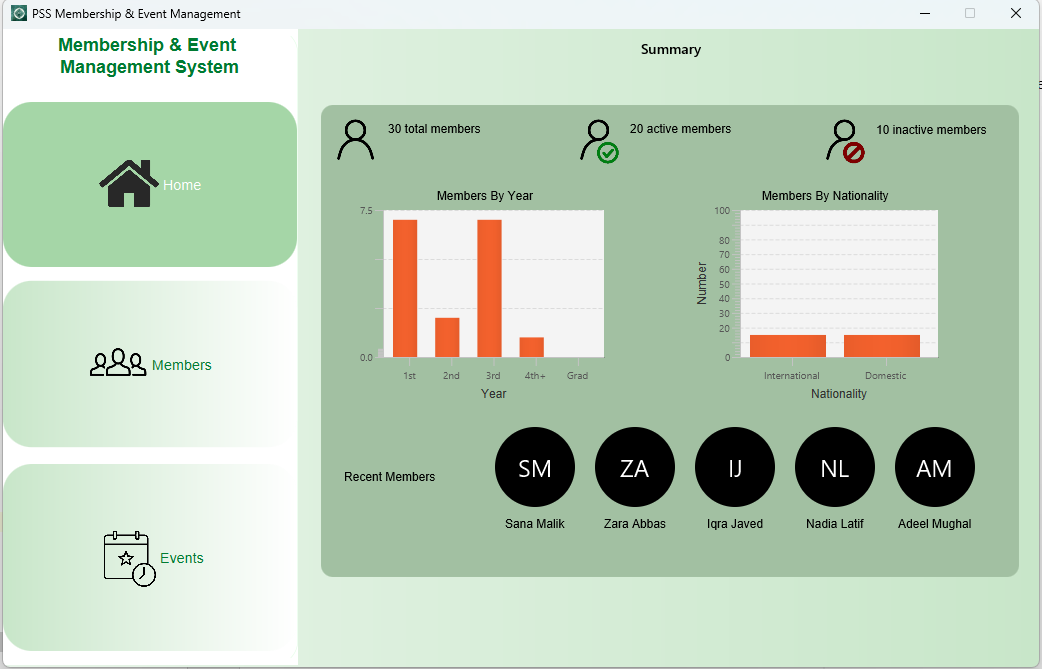 PSS Membership & Event Management
Membership & Event
Management System
Home
Members
Events
Summary
30 total members
20 active members
10 inactive members
Members By Year
7.5
0.0
1st 2nd 3rd 4th+ Grad
Year
Members By Nationality
100
80
70
60
50
40
30
20
0
Number
International Domestic
Nationality
Recent Members
SM ZA IJ NL AM
Sana Malik Zara Abbas Iqra Javed Nadia Latif Adeel Mughal